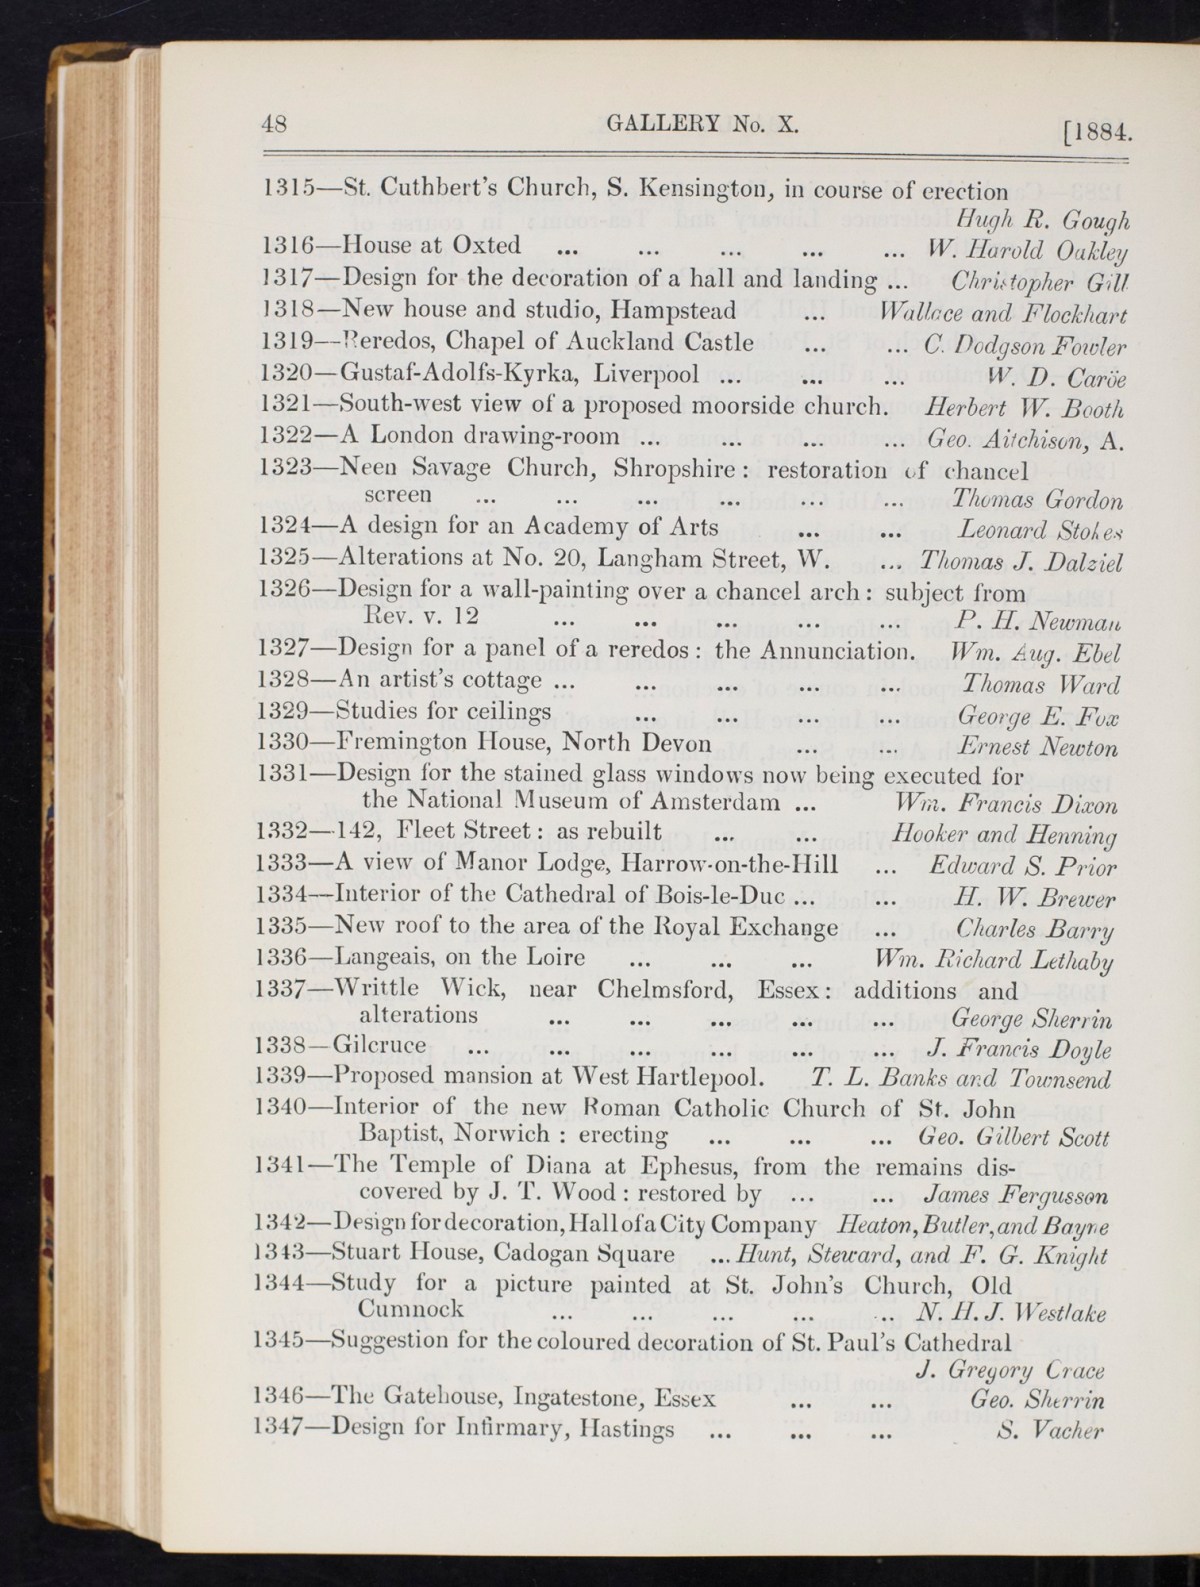 48 GALLERY No. X. [1884.
1315—St. Cuthbert's Church, S. Kensington, in course of erection
Hugh R. Gough
1316—House at Oxted ... ... ... ... ... W. Harold Oakley
1317—Design for the decoration of a hall and landing ... Christopher Gill
1318—New house and studio, Hampstead ... Wallace and Flockhart
1319—Reredos, Chapel of Auckland Castle ... ... C. Dodgson Fowler
1320—Gustaf-Adolfs-Kyrka, Liverpool ... ... ... W. D. Caröe
1321—South-west view of a proposed moorside church. Herbert W. Booth
1322—A London drawing-room ... ... ... ... Geo. Aitchison, A.
1323—Neen Savage Church, Shropshire : restoration of chancel
screen ... ... ... ... ... ... Thomas Gordon
1324—A design for an Academy of Arts ... ... Leonard Stokes
1325—Alterations at No. 20, Langham Street, W. ... Thomas J. Dalziel
1326—Design for a wall-painting over a chancel arch : subject from
Rev. v. 12 ... ... ... ... ... P. H. Newman
1327—Design for a panel of a reredos : the Annunciation. Wm. Aug. Ebel
1328—An artist's cottage ... ... ... ... ... Thomas Ward
1329—Studies for ceilings ... ... ... ... George E. Fox
1330—Fremington House, North Devon ... ... Ernest Newton
1331—Design for the stained glass windows now being executed for
the National Museum of Amsterdam ... Wm. Francis Dixon
1332—142, Fleet Street : as rebuilt ... ... Hooker and Henning
1333—A view of Manor Lodge, Harrow-on-the-Hill ... Edward S. Prior
1334—Interior of the Cathedral of Bois-le-Duc ... ... H. W. Brewer
1335—New roof to the area of the Royal Exchange ... Charles Barry
1336—Langeais, on the Loire ... ... ... Wm. Richard Lethaby
1337—Writtle Wick, near Chelmsford, Essex : additions and
alterations ... ... ... ... ... George Sherrin
1338—Gilcruce ... ... ... ... ... ... J. Francis Doyle
1339—Proposed mansion at West Hartlepool. T. L. Banks and Townsend
1340—Interior of the new Roman Catholic Church of St. John
Baptist, Norwich : erecting ... ... ... Geo. Gilbert Scott
1341—The Temple of Diana at Ephesus, from the remains dis-
covered by J. T. Wood : restored by ... ... James Fergusson
1342—Design for decoration, Hall of a City Company Heaton, Butler, and Bayne
1343—Stuart House, Cadogan Square ... Hunt, Steward, and F. G. Knight
1344—Study for a picture painted at St. John's Church, Old
Cumnock ... ... ... ... ... N. H. J. Westlake
1345—Suggestion for the coloured decoration of St. Paul's Cathedral
J. Gregory Crace
1346—The Gatehouse, Ingatestone, Essex ... ... Geo. Sherrin
1347—Design for Infirmary, Hastings ... ... ... S. Vacher